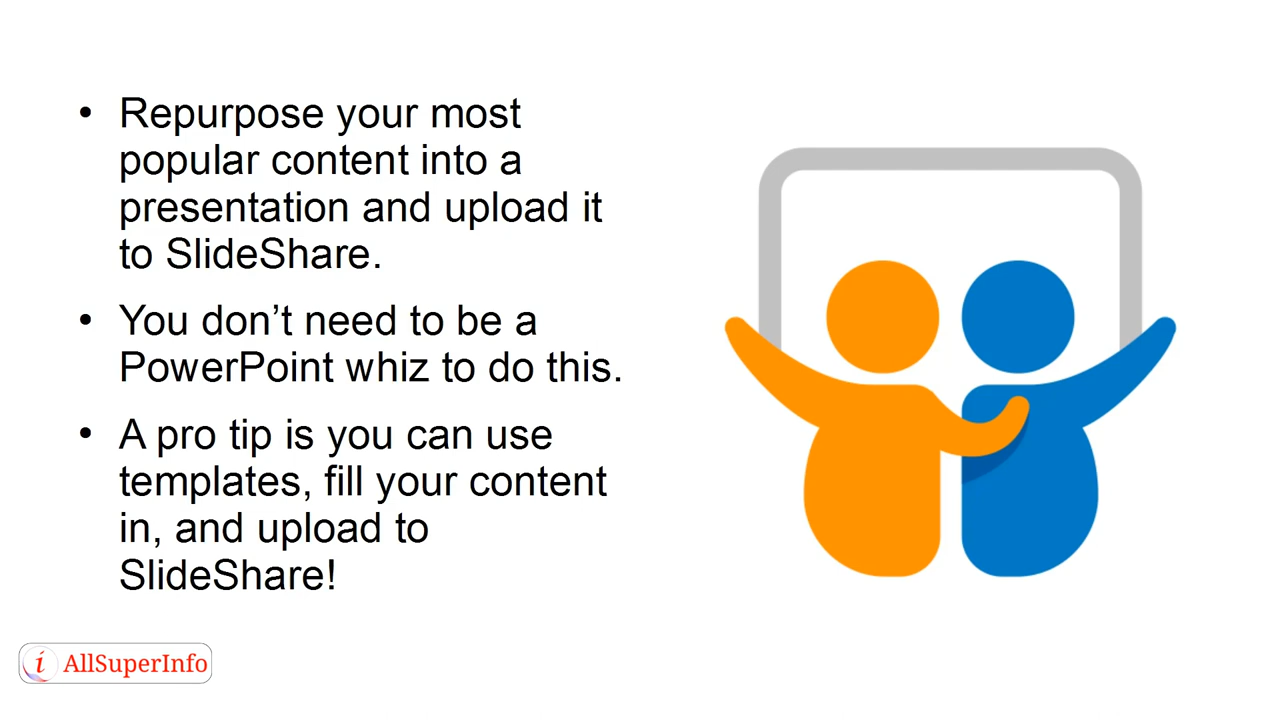 • Repurpose your most
popular content into a
presentation and upload it
to SlideShare.
• You don’t need to be a
PowerPoint whiz to do this.
• A pro tip is you can use
templates, fill your content
in, and upload to
SlideShare!
i AllSuperInfo